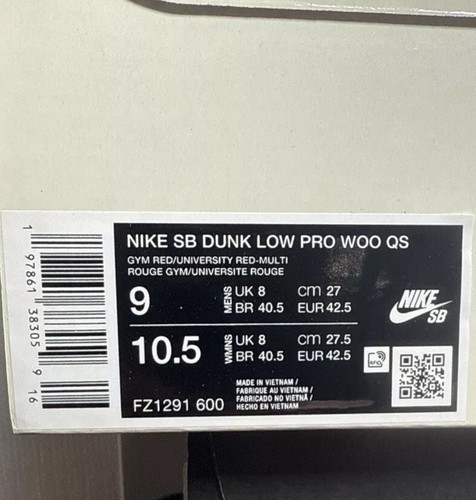 NIKE SB DUNK LOW PRO WOO QS
GYM RED/UNIVERSITY RED-MULTI
ROUGE GYM/UNIVERSITE ROUGE
9 MENS UK 8 cm 27
BR 40.5 EUR 42.5
10.5 WMNS UK 8 cm 27.5
BR 40.5 EUR 42.5
NIKE
SB
RFID
MADE IN VIETNAM /
FABRIQUE AU VIETNAM /
FABRICADO NO VIETNÃ /
HECHO EN VIETNAM
FZ1291 600
1 97861 38305 9 16